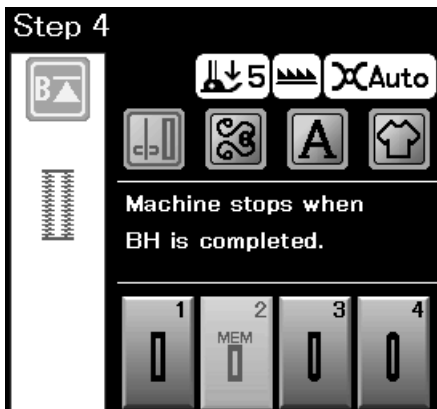 Step 4
B
5
Auto
A
Machine stops when
BH is completed.
1
2
3
4
MEM